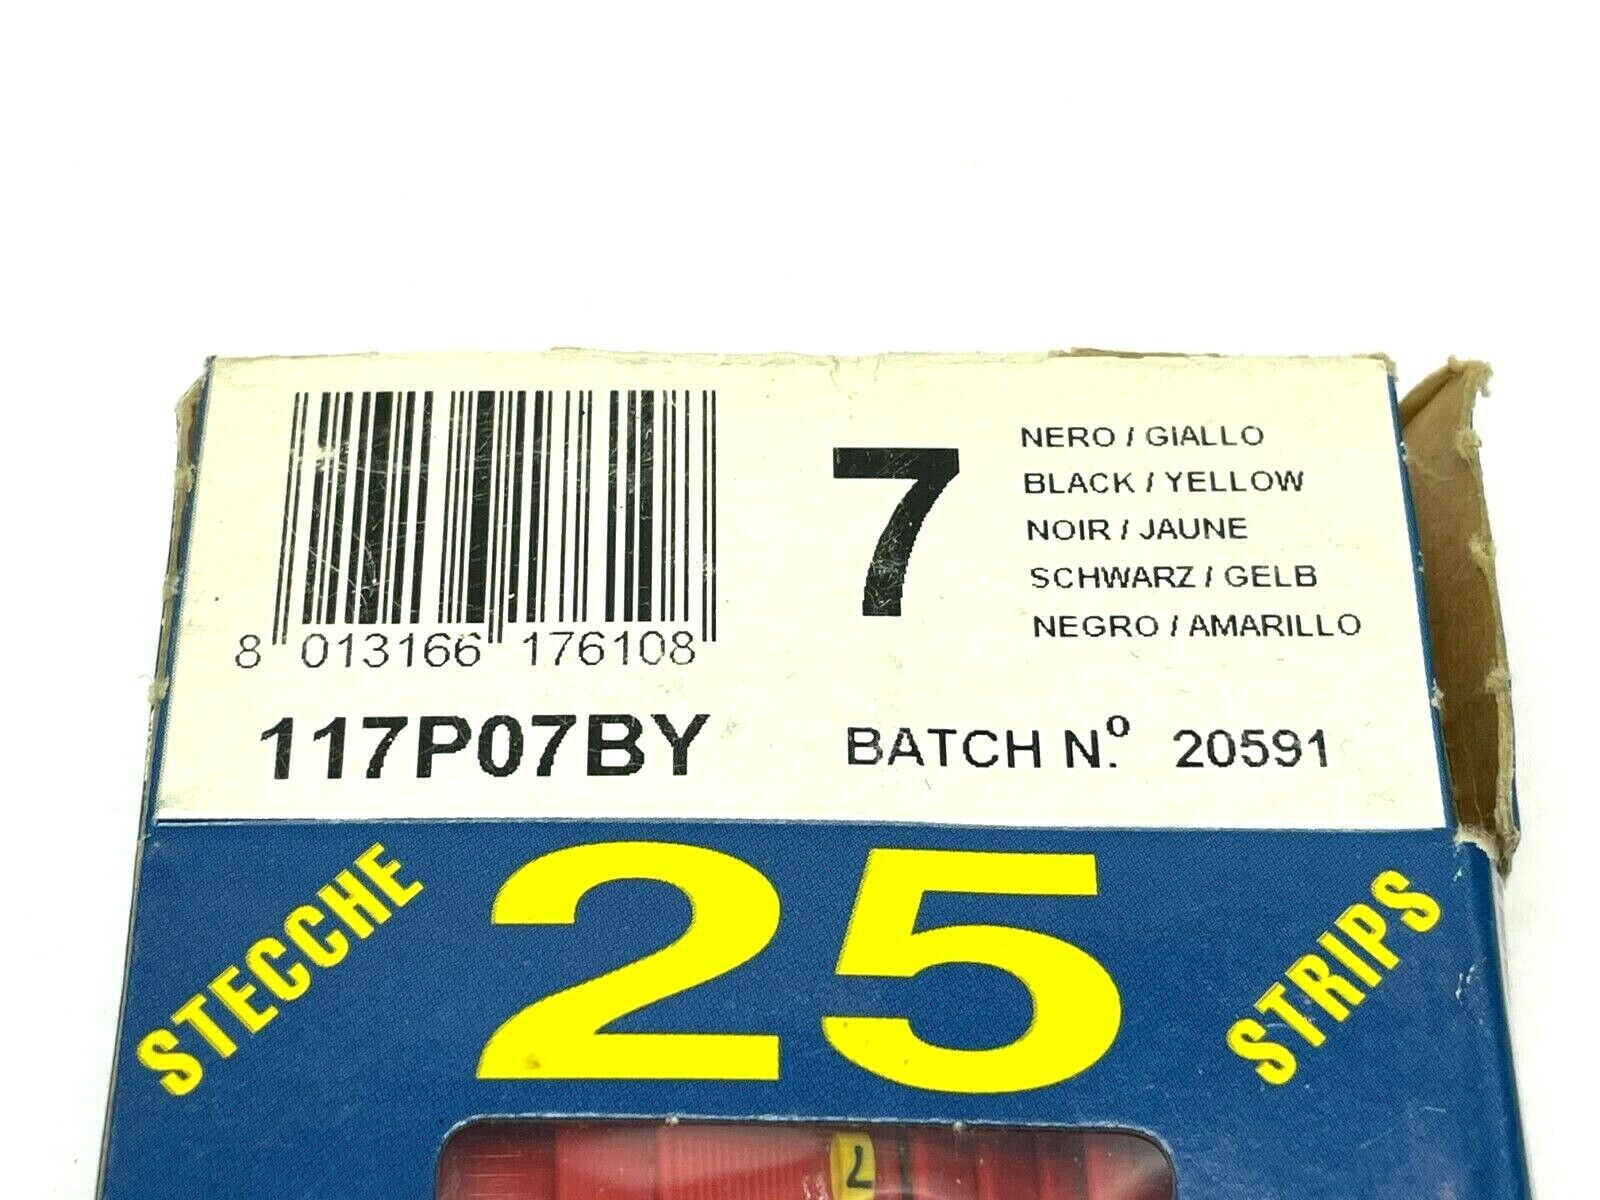 7
NERO / GIALLO
BLACK / YELLOW
NOIR / JAUNE
SCHWARZ / GELB
NEGRO / AMARILLO
8 013166 176108
117P07BY
BATCH N.º 20591
STECCHE
25
STRIPS
7